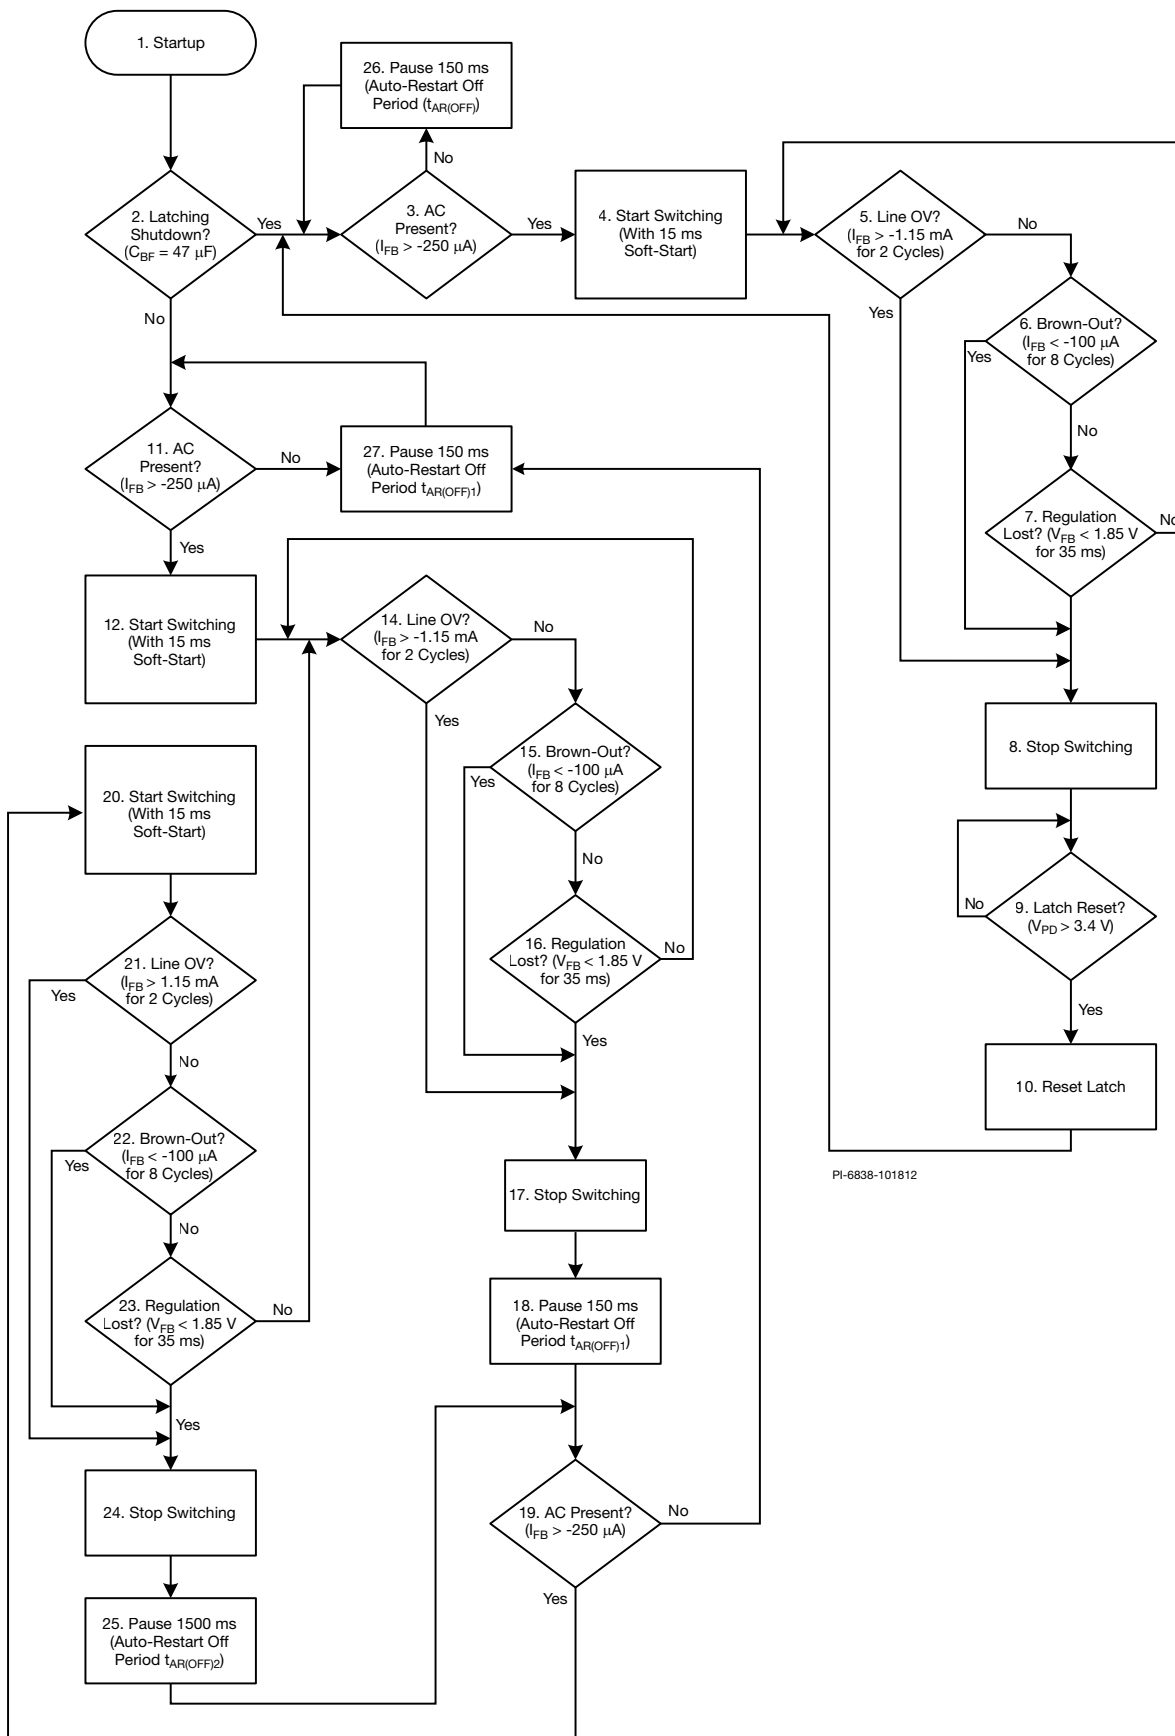 1. Startup
26. Pause 150 ms
(Auto-Restart Off
Period (tAR(OFF))
No
2. Latching
Shutdown?
(CBF = 47 μF)
Yes
3. AC
Present?
(IFB > -250 μA)
Yes
4. Start Switching
(With 15 ms
Soft-Start)
5. Line OV?
(IFB > -1.15 mA
for 2 Cycles)
No
Yes
6. Brown-Out?
(IFB < -100 μA
for 8 Cycles)
Yes
No
7. Regulation
Lost? (VFB < 1.85 V
for 35 ms)
No
8. Stop Switching
9. Latch Reset?
(VPD > 3.4 V)
No
Yes
10. Reset Latch
PI-6838-101812
No
11. AC
Present?
(IFB > -250 μA)
No
27. Pause 150 ms
(Auto-Restart Off
Period tAR(OFF)1)
Yes
12. Start Switching
(With 15 ms
Soft-Start)
14. Line OV?
(IFB > -1.15 mA
for 2 Cycles)
No
Yes
15. Brown-Out?
(IFB < -100 μA
for 8 Cycles)
Yes
No
16. Regulation
Lost? (VFB < 1.85 V
for 35 ms)
No
Yes
17. Stop Switching
18. Pause 150 ms
(Auto-Restart Off
Period tAR(OFF)1)
19. AC Present?
(IFB > -250 μA)
No
Yes
20. Start Switching
(With 15 ms
Soft-Start)
21. Line OV?
(IFB > 1.15 mA
for 2 Cycles)
Yes
No
22. Brown-Out?
(IFB < -100 μA
for 8 Cycles)
Yes
No
23. Regulation
Lost? (VFB < 1.85 V
for 35 ms)
No
Yes
24. Stop Switching
25. Pause 1500 ms
(Auto-Restart Off
Period tAR(OFF)2)